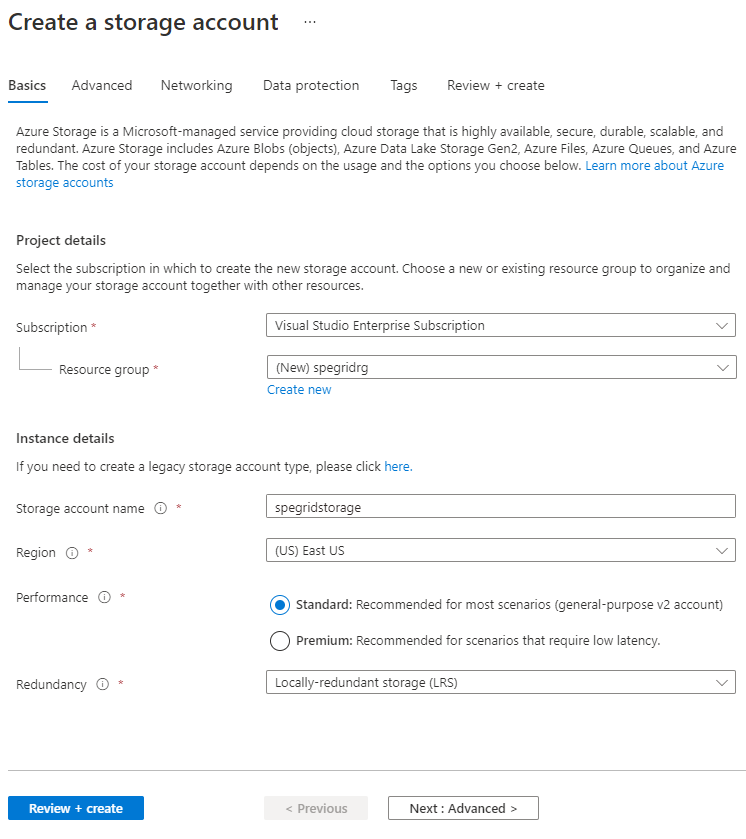 Create a storage account ...
Basics Advanced Networking Data protection Tags Review + create
Azure Storage is a Microsoft-managed service providing cloud storage that is highly available, secure, durable, scalable, and
redundant. Azure Storage includes Azure Blobs (objects), Azure Data Lake Storage Gen2, Azure Files, Azure Queues, and Azure
Tables. The cost of your storage account depends on the usage and the options you choose below. Learn more about Azure
storage accounts
Project details
Select the subscription in which to create the new storage account. Choose a new or existing resource group to organize and
manage your storage account together with other resources.
Subscription * Visual Studio Enterprise Subscription
Resource group * (New) spegridrg
Create new
Instance details
If you need to create a legacy storage account type, please click here.
Storage account name * spegridstorage
Region * (US) East US
Performance * Standard: Recommended for most scenarios (general-purpose v2 account)
Premium: Recommended for scenarios that require low latency.
Redundancy * Locally-redundant storage (LRS)
Review + create < Previous Next : Advanced >